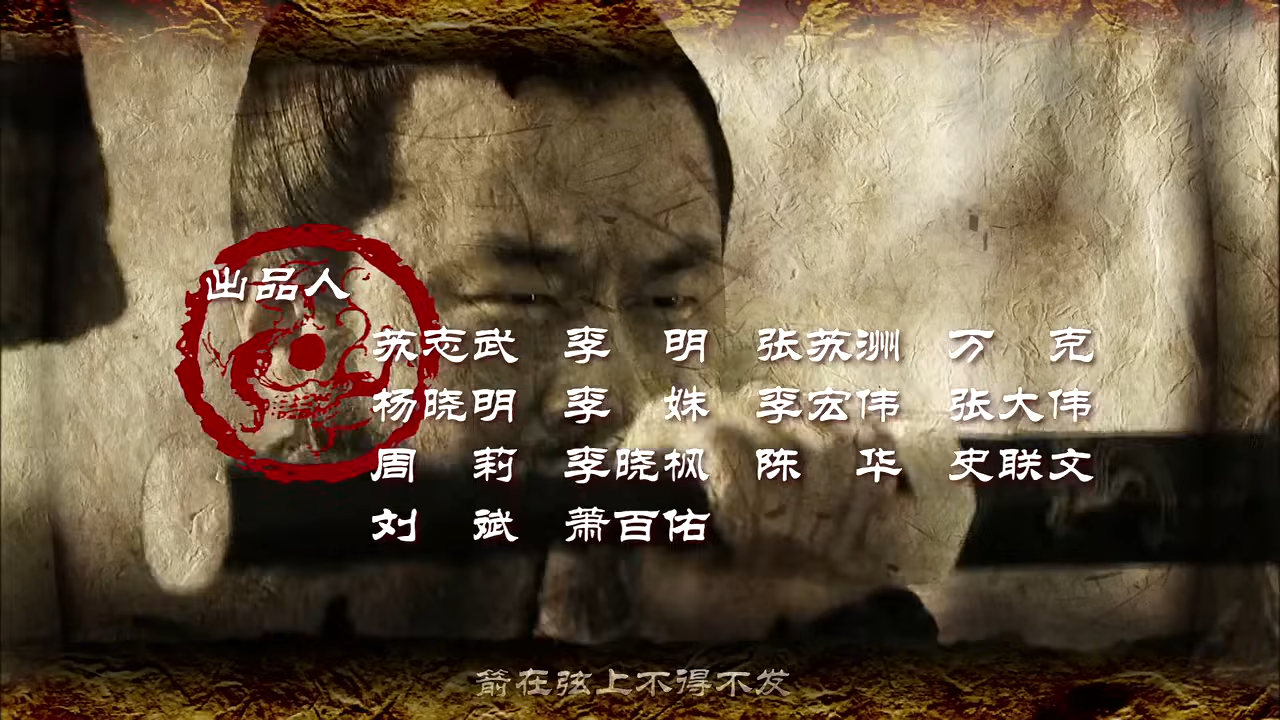 出品人
苏志武 李明 张苏洲 万克
杨晓明 李姝 李宏伟 张大伟
周莉 李晓枫 陈华 史联文
刘斌 萧百佑
箭在弦上不得不发